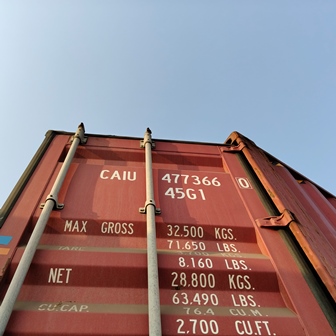 CAIU 477366 0
45G1
MAX GROSS 32.500 KGS.
71.650 LBS.
TARE
8.160 LBS.
NET 28.800 KGS.
63.490 LBS.
CU.CAP. 76.4 CU.M.
2.700 CU.FT.